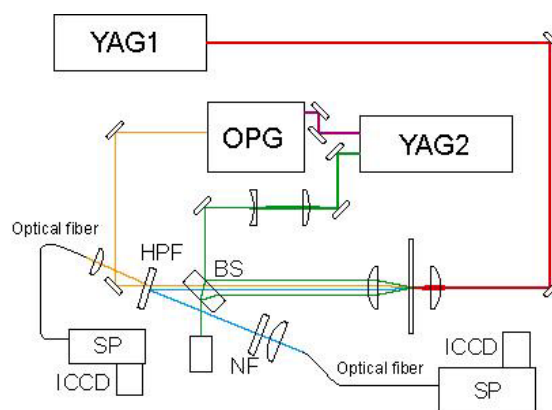 YAG1
OPG
YAG2
Optical fiber
HPF
BS
SP
ICCD
NF
Optical fiber
ICCD
SP